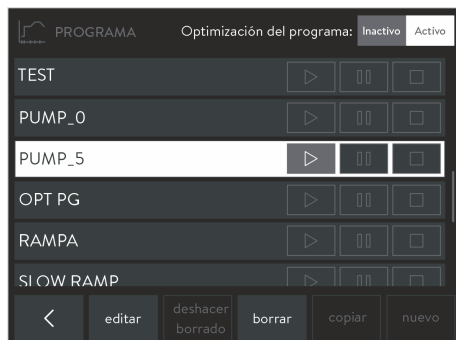 PROGRAMA Optimización del programa: Inactivo Activo
TEST
PUMP_0
PUMP_5
OPT PG
RAMPA
SLOW RAMP
editar deshacer borrado borrar copiar nuevo